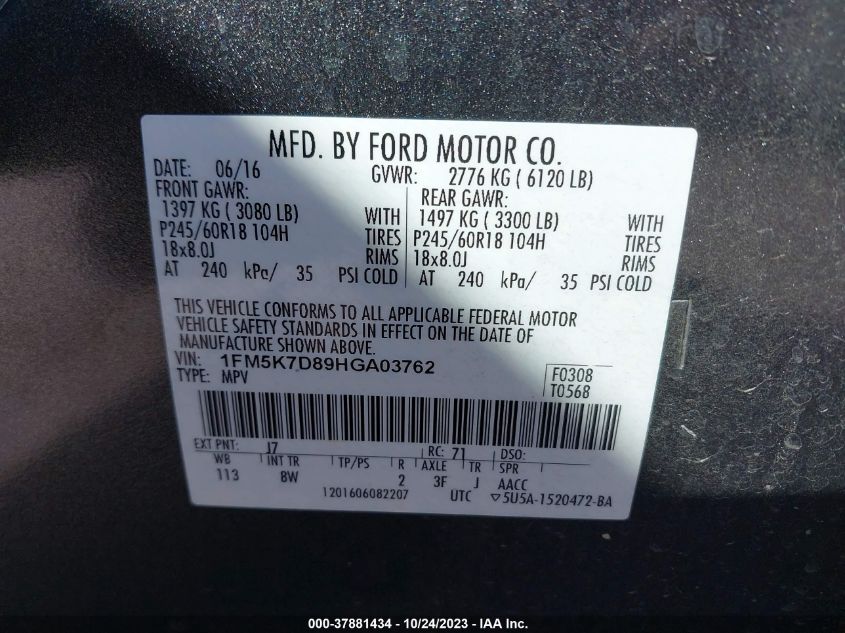 MFD. BY FORD MOTOR CO.
DATE: 06/16 GVWR: 2776 KG ( 6120 LB)
FRONT GAWR: REAR GAWR:
1397 KG ( 3080 LB) WITH 1497 KG ( 3300 LB) WITH
P245/60R18 104H TIRES P245/60R18 104H TIRES
18x8.0J RIMS 18x8.0J RIMS
AT 240 kPa/ 35 PSI COLD AT 240 kPa/ 35 PSI COLD
THIS VEHICLE CONFORMS TO ALL APPLICABLE FEDERAL MOTOR
VEHICLE SAFETY STANDARDS IN EFFECT ON THE DATE OF
MANUFACTURE SHOWN ABOVE.
VIN: 1FM5K7D89HGA03762 F0308
TYPE: MPV T0568
EXT PNT: J7 RC: 71 DSO:
WB INT TR TP/PS R AXLE TR SPR
113 8W 2 3F J AACC
1201606082207 UTC ▽5U5A-1520472-BA
000-37881434 - 10/24/2023 - IAA Inc.